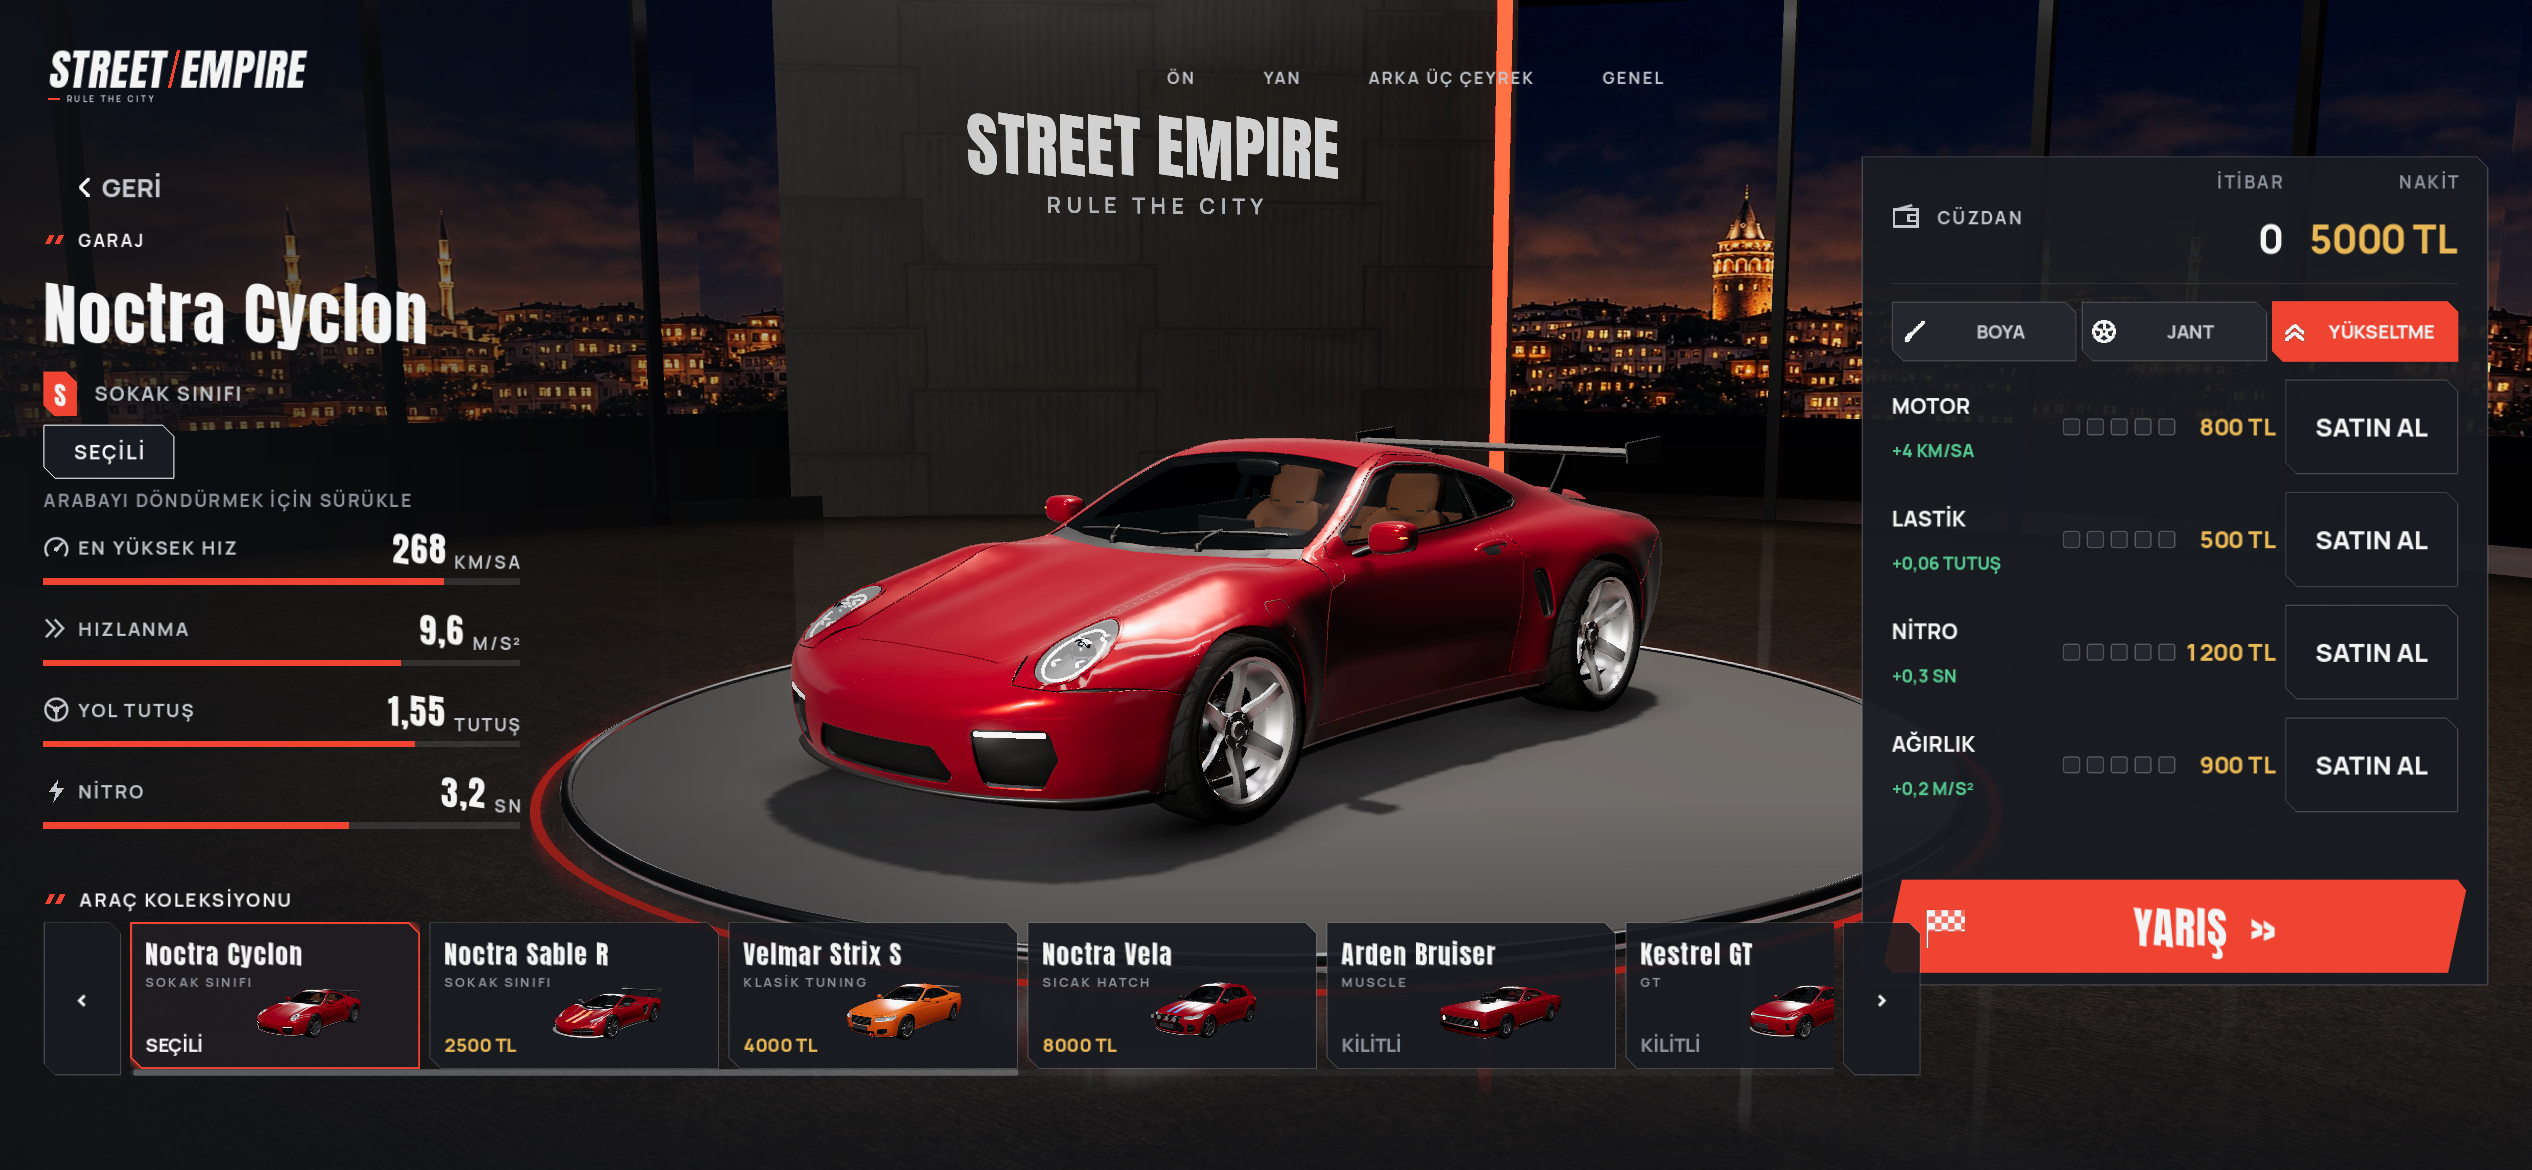 STREET/EMPIRE
RULE THE CITY
ÖN YAN ARKA ÜÇ ÇEYREK GENEL
STREET EMPIRE
RULE THE CITY
GERİ
GARAJ
Noctra Cyclon
S SOKAK SINIFI
SEÇİLİ
ARABAYI DÖNDÜRMEK İÇİN SÜRÜKLE
EN YÜKSEK HIZ 268 KM/SA
HIZLANMA 9,6 M/S²
YOL TUTUŞ 1,55 TUTUŞ
NİTRO 3,2 SN
CÜZDAN
İTİBAR NAKİT
0 5000 TL
BOYA JANT YÜKSELTME
MOTOR
+4 KM/SA
800 TL SATIN AL
LASTİK
+0,06 TUTUŞ
500 TL SATIN AL
NİTRO
+0,3 SN
1200 TL SATIN AL
AĞIRLIK
+0,2 M/S²
900 TL SATIN AL
YARIŞ »
ARAÇ KOLEKSİYONU
Noctra Cyclon
SOKAK SINIFI
SEÇİLİ
Noctra Sable R
SOKAK SINIFI
2500 TL
Velmar Strix S
KLASİK TUNING
4000 TL
Noctra Vela
SICAK HATCH
8000 TL
Arden Bruiser
MUSCLE
KİLİTLİ
Kestrel GT
GT
KİLİTLİ